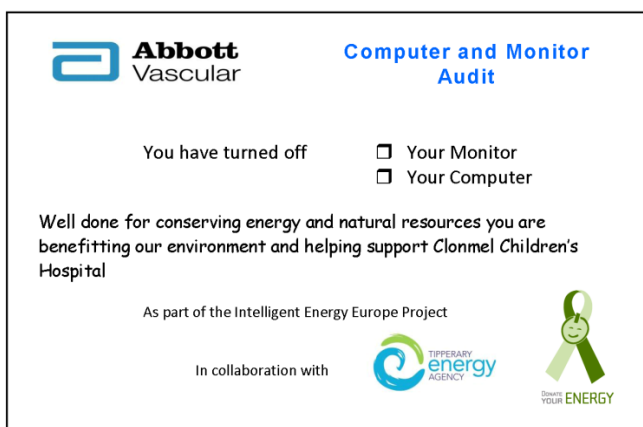 Abbott
Vascular
Computer and Monitor
Audit
You have turned off
Your Monitor
Your Computer
Well done for conserving energy and natural resources you are
benefitting our environment and helping support Clonmel Children's
Hospital
As part of the Intelligent Energy Europe Project
In collaboration with
TIPPERARY
energy
AGENCY
DONATE
YOUR ENERGY